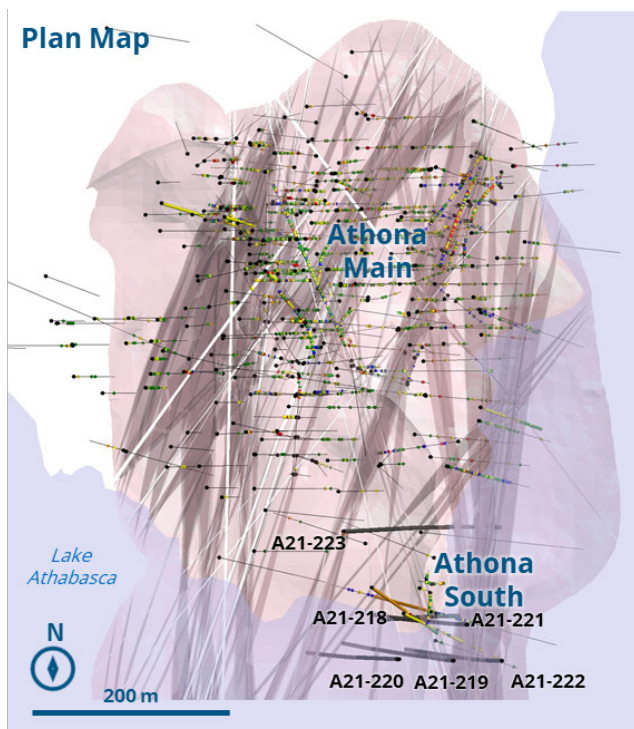 Plan Map
Athona
Main
A21-223
Lake
Athabasca
Athona
South
A21-218
A21-221
N
A21-220
A21-219
A21-222
200 m